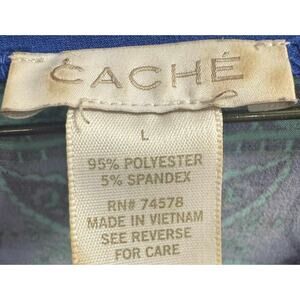 CACHÉ
L
95% POLYESTER
5% SPANDEX
RN# 74578
MADE IN VIETNAM
SEE REVERSE
FOR CARE